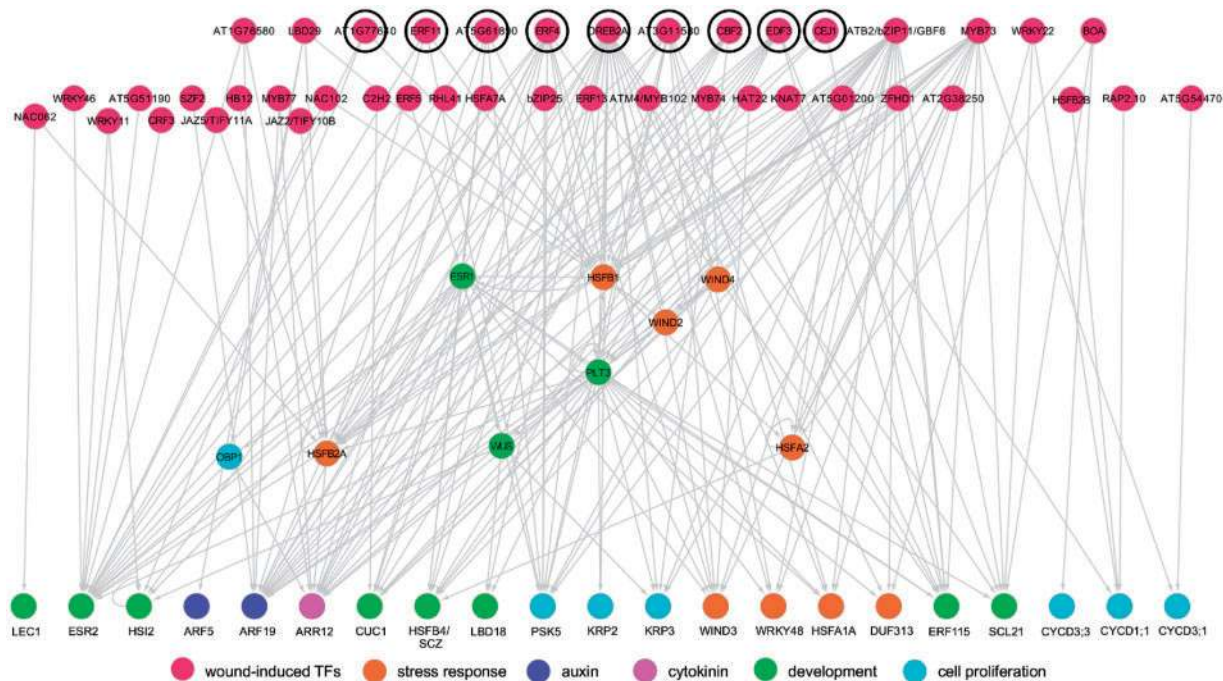 AT1G76580 LBD29 AT1G77640 ERF11 AT5G61890 ERF4 DREB2A AT3G11580 CBF2 EDF3 CEJ1 ATB2/bZIP11/GBF6 MYB73 WRKY22 BOA
WRKY46 AT5G51190 SZF2 HB12 MYB77 NAC102 C2H2 ERF5 RHL41 HSFA7A bZIP25 ERF13 ATM4/MYB102 MYB74 HAT22 KNAT7 AT5G01200 ZFHD1 AT2G38250 HSFB2B RAP2.10 AT5G54470
NAC062 WRKY11 CRF3 JAZ5/TIFY11A JAZ2/TIFY10B
ESR1 HSFB1 WIND4
WIND2
PLT3
OBP1 HSFB2A WUS HSFA2
LEC1 ESR2 HSI2 ARF5 ARF19 ARR12 CUC1 HSFB4/ LBD18 PSK5 KRP2 KRP3 WIND3 WRKY48 HSFA1A DUF313 ERF115 SCL21 CYCD3;3 CYCD1;1 CYCD3;1
SCZ
wound-induced TFs stress response auxin cytokinin development cell proliferation